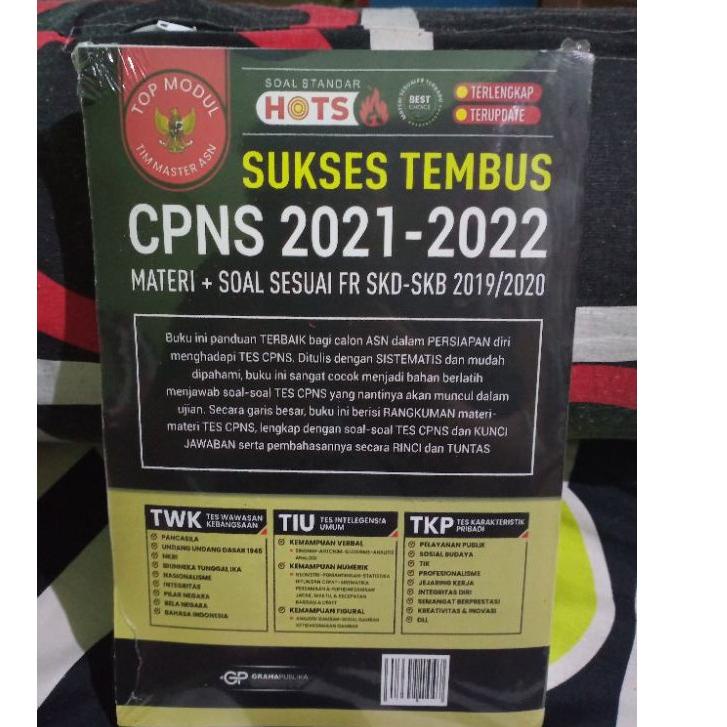 TOP MODUL
TIM MASTER ASN
SOAL STANDAR
HOTS
BEST
CHOICE
TERLENGKAP
TERUPDATE
SUKSES TEMBUS
CPNS 2021-2022
MATERI + SOAL SESUAI FR SKD-SKB 2019/2020
Buku ini panduan TERBAIK bagi calon ASN dalam PERSIAPAN diri
menghadapi TES CPNS. Ditulis dengan SISTEMATIS dan mudah
dipahami, buku ini sangat cocok menjadi bahan berlatih
menjawab soal-soal TES CPNS yang nantinya akan muncul dalam
ujian. Secara garis besar, buku ini berisi RANGKUMAN materi-
materi TES CPNS, lengkap dengan soal-soal TES CPNS dan KUNCI
JAWABAN serta pembahasannya secara RINCI dan TUNTAS
TWK TES WAWASAN
KEBANGSAAN
PANCASILA
UNDANG UNDANG DASAR 1945
NKRI
BHINNEKA TUNGGAL IKA
NASIONALISME
INTEGRITAS
PILAR NEGARA
BELA NEGARA
BAHASA INDONESIA
TIU TES INTELEGENSIA
UMUM
KEMAMPUAN VERBAL
ANALOGI
KEMAMPUAN NUMERIK
KEMAMPUAN FIGURAL
TKP TES KARAKTERISTIK
PRIBADI
PELAYANAN PUBLIK
SOSIAL BUDAYA
TIK
PROFESIONALISME
JEJARING KERJA
INTEGRITAS DIRI
SEMANGAT BERPRESTASI
KREATIVITAS & INOVASI
DLL
GP GRAHAPUBLIKA